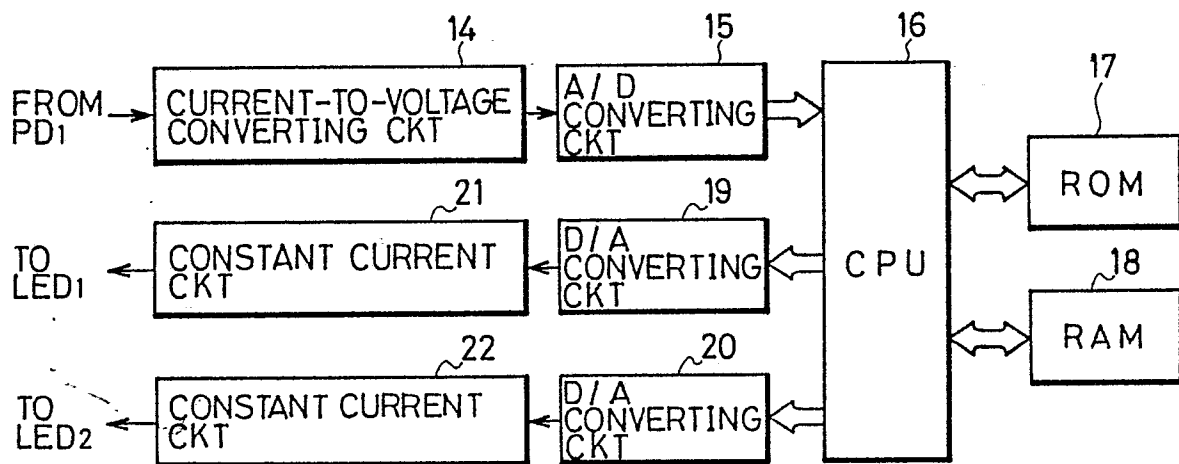 14
15
16
17
FROM
PD1
CURRENT-TO-VOLTAGE
CONVERTING CKT
A/D
CONVERTING
CKT
ROM
21
19
TO
LED1
CONSTANT CURRENT
CKT
D/A
CONVERTING
CKT
CPU
18
RAM
22
20
TO
LED2
CONSTANT CURRENT
CKT
D/A
CONVERTING
CKT